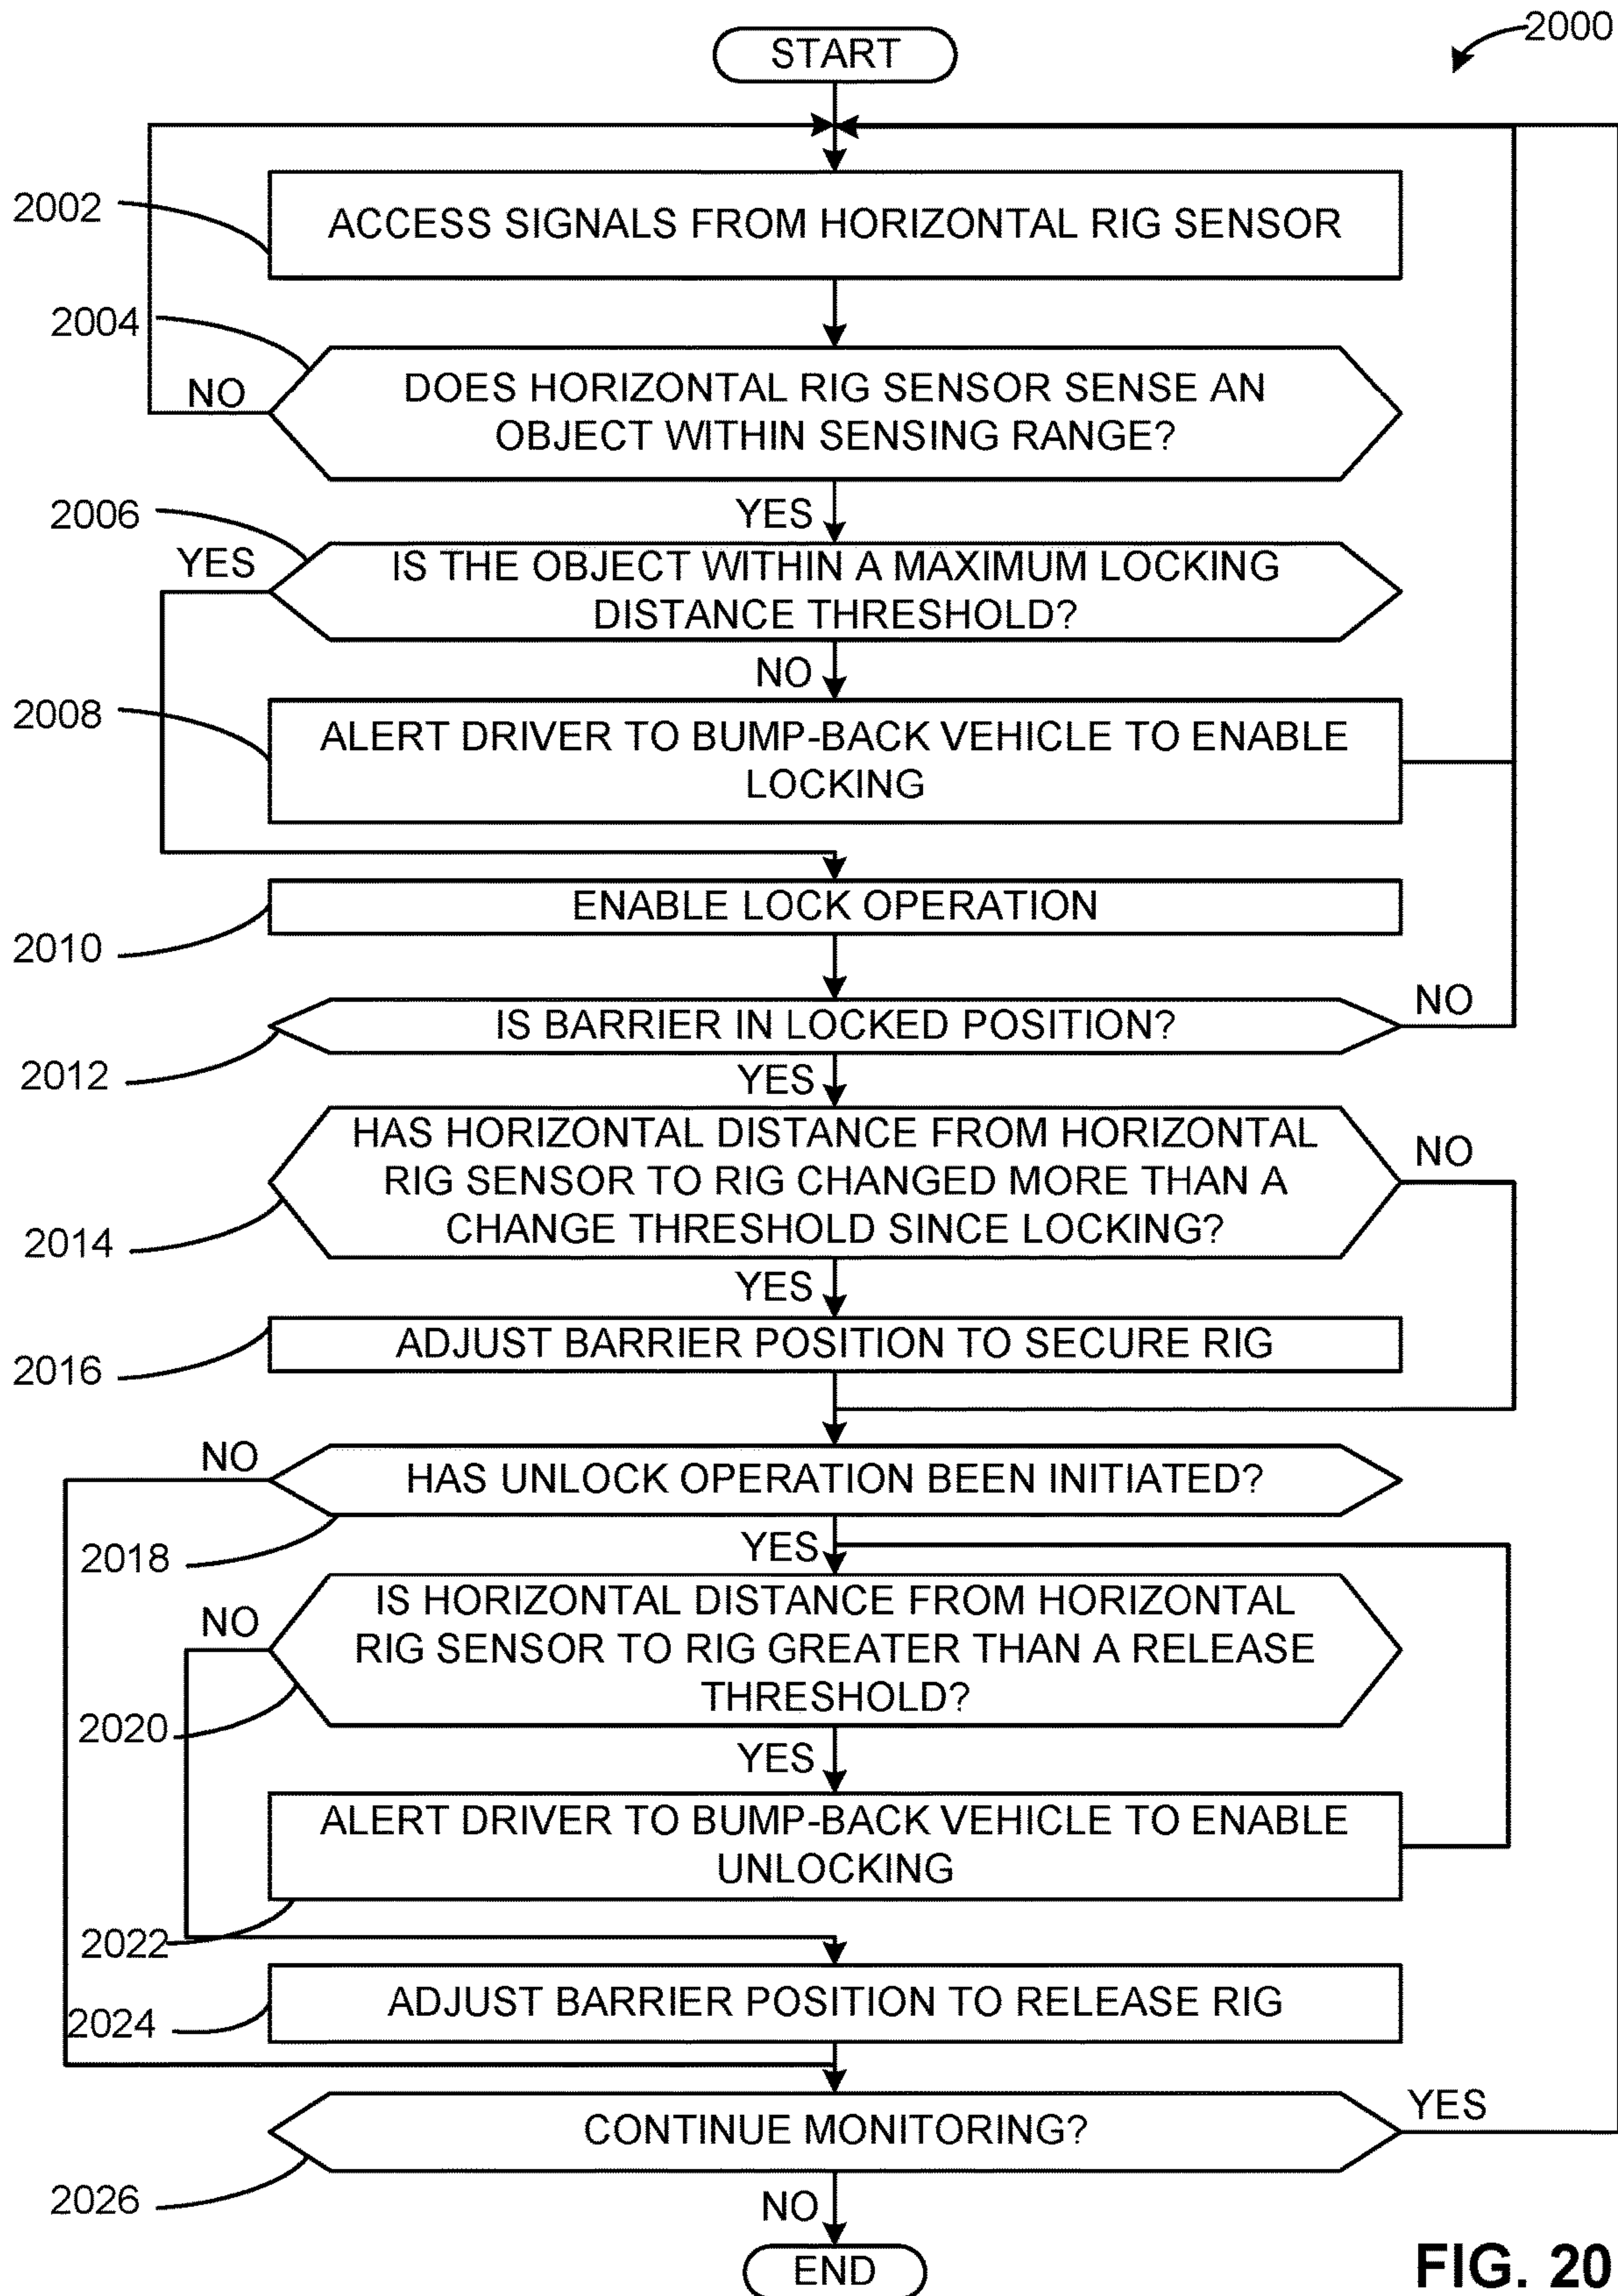 2000
START
2002
ACCESS SIGNALS FROM HORIZONTAL RIG SENSOR
2004
NO
DOES HORIZONTAL RIG SENSOR SENSE AN
OBJECT WITHIN SENSING RANGE?
YES
2006
YES
IS THE OBJECT WITHIN A MAXIMUM LOCKING
DISTANCE THRESHOLD?
NO
2008
ALERT DRIVER TO BUMP-BACK VEHICLE TO ENABLE
LOCKING
ENABLE LOCK OPERATION
2010
IS BARRIER IN LOCKED POSITION?
NO
2012
YES
HAS HORIZONTAL DISTANCE FROM HORIZONTAL
RIG SENSOR TO RIG CHANGED MORE THAN A
CHANGE THRESHOLD SINCE LOCKING?
NO
2014
YES
ADJUST BARRIER POSITION TO SECURE RIG
2016
NO
HAS UNLOCK OPERATION BEEN INITIATED?
2018
YES
NO
IS HORIZONTAL DISTANCE FROM HORIZONTAL
RIG SENSOR TO RIG GREATER THAN A RELEASE
THRESHOLD?
2020
YES
ALERT DRIVER TO BUMP-BACK VEHICLE TO ENABLE
UNLOCKING
2022
ADJUST BARRIER POSITION TO RELEASE RIG
2024
CONTINUE MONITORING?
YES
2026
NO
END
FIG. 20